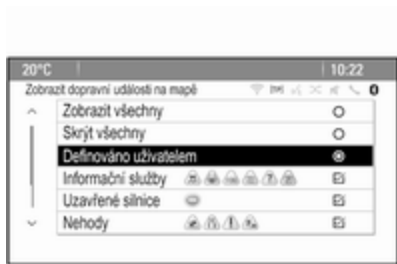 20°C 10:22
Zobrazit dopravní události na mapě
Zobrazit všechny
Skrýt všechny
Definováno uživatelem
Informační služby
Uzavřené silnice
Nehody